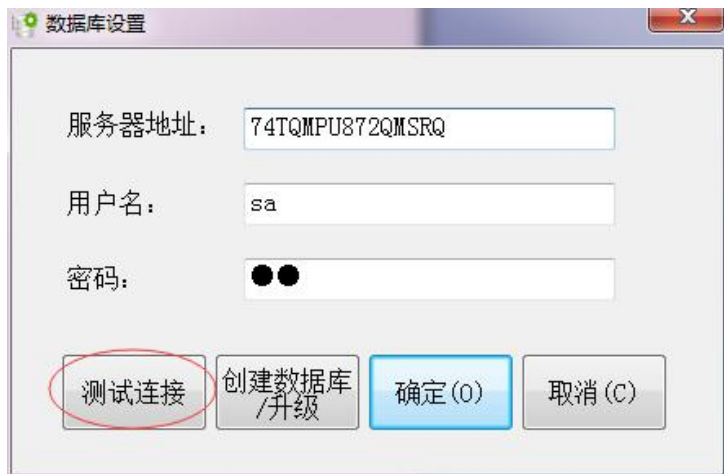 数据库设置
服务器地址: 74TQMPU872QMSRQ
用户名: sa
密码: ●●
测试连接 创建数据库/升级 确定(O) 取消(C)